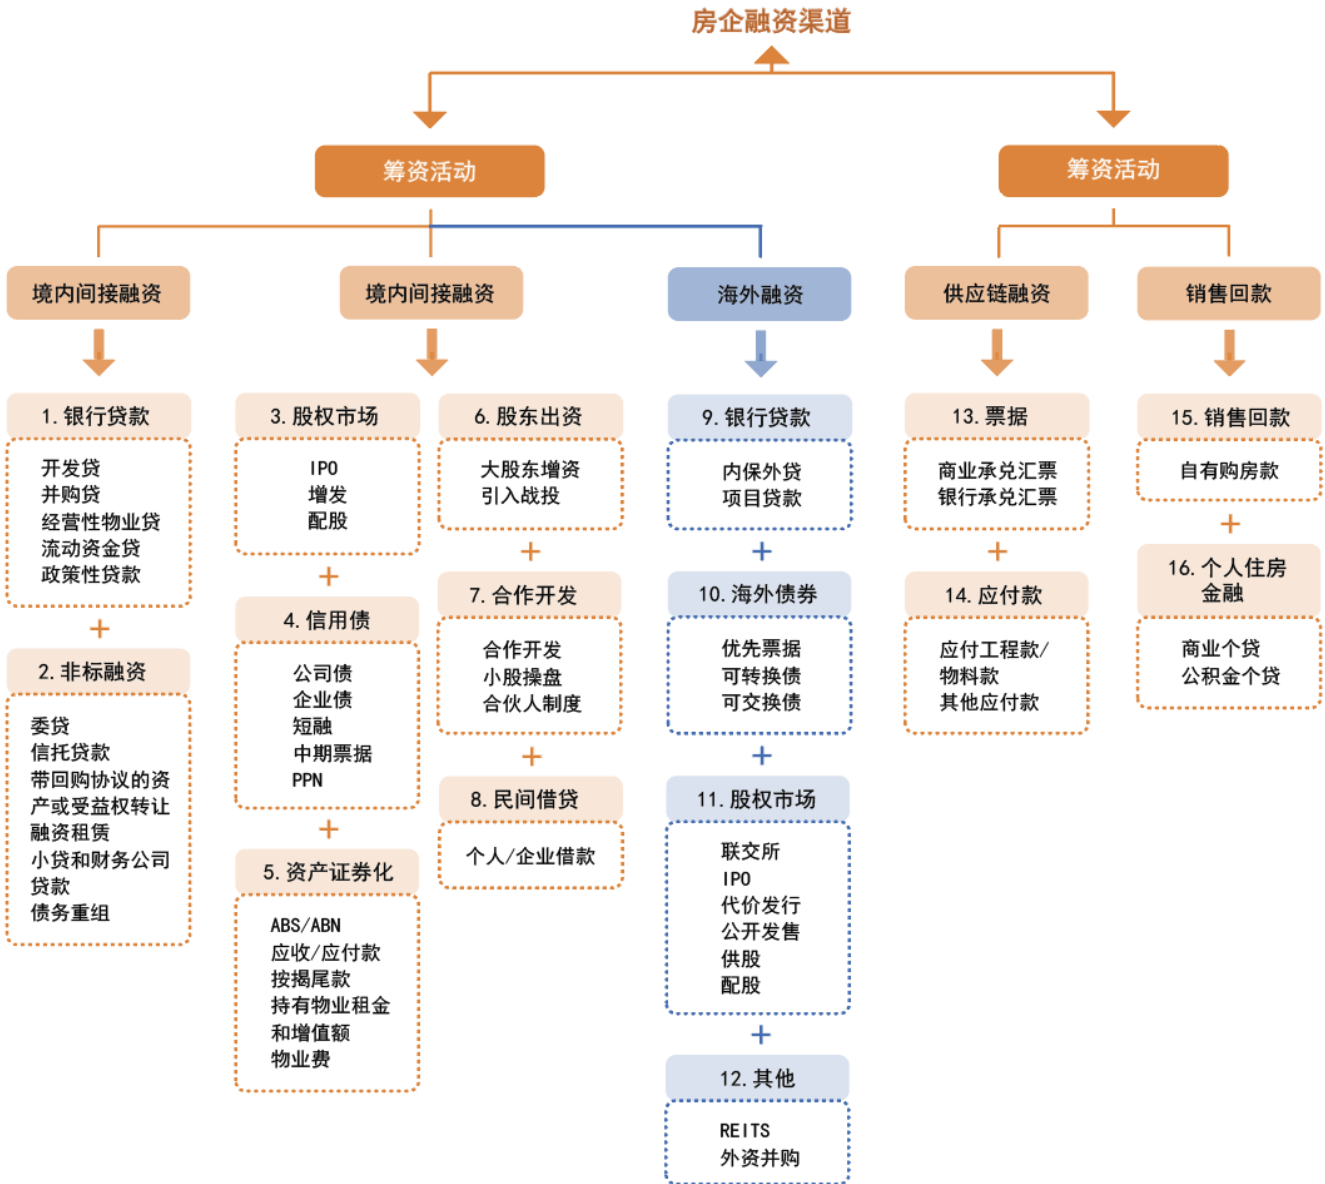 房企融资渠道
筹资活动
筹资活动
境内间接融资
境内间接融资
海外融资
供应链融资
销售回款
1. 银行贷款
开发贷
并购贷
经营性物业贷
流动资金贷
政策性贷款
+
2. 非标融资
委贷
信托贷款
带回购协议的资
产或受益权转让
融资租赁
小贷和财务公司
贷款
债务重组
3. 股权市场
IPO
增发
配股
+
4. 信用债
公司债
企业债
短融
中期票据
PPN
+
5. 资产证券化
ABS/ABN
应收/应付款
按揭尾款
持有物业租金
和增值额
物业费
6. 股东出资
大股东增资
引入战投
+
7. 合作开发
合作开发
小股操盘
合伙人制度
+
8. 民间借贷
个人/企业借款
9. 银行贷款
内保外贷
项目贷款
+
10. 海外债券
优先票据
可转换债
可交换债
+
11. 股权市场
联交所
IPO
代价发行
公开发售
供股
配股
+
12. 其他
REITS
外资并购
13. 票据
商业承兑汇票
银行承兑汇票
+
14. 应付款
应付工程款/
物料款
其他应付款
15. 销售回款
自有购房款
+
16. 个人住房
金融
商业个贷
公积金个贷